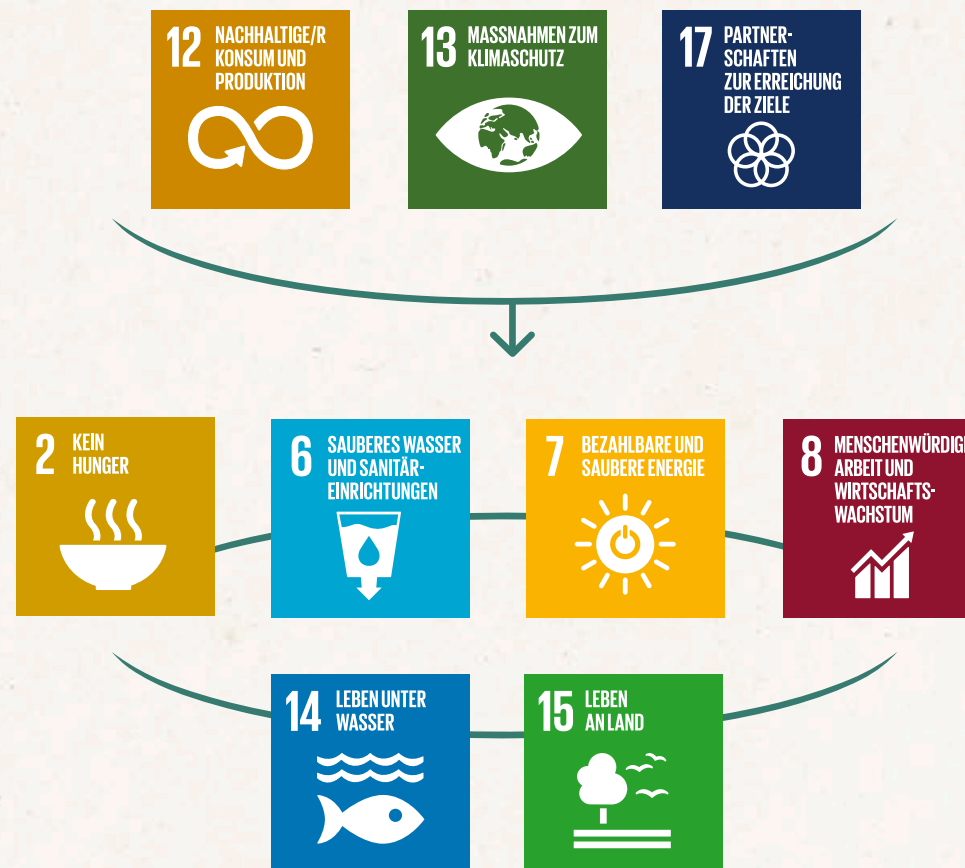 12 NACHHALTIGE/R
KONSUM UND
PRODUKTION
13 MASSNAHMEN ZUM
KLIMASCHUTZ
17 PARTNER-
SCHAFTEN
ZUR ERREICHUNG
DER ZIELE
2 KEIN
HUNGER
6 SAUBERES WASSER
UND SANITÄR-
EINRICHTUNGEN
7 BEZAHLBARE UND
SAUBERE ENERGIE
8 MENSCHENWÜRDIGE
ARBEIT UND
WIRTSCHAFTS-
WACHSTUM
14 LEBEN UNTER
WASSER
15 LEBEN
AN LAND